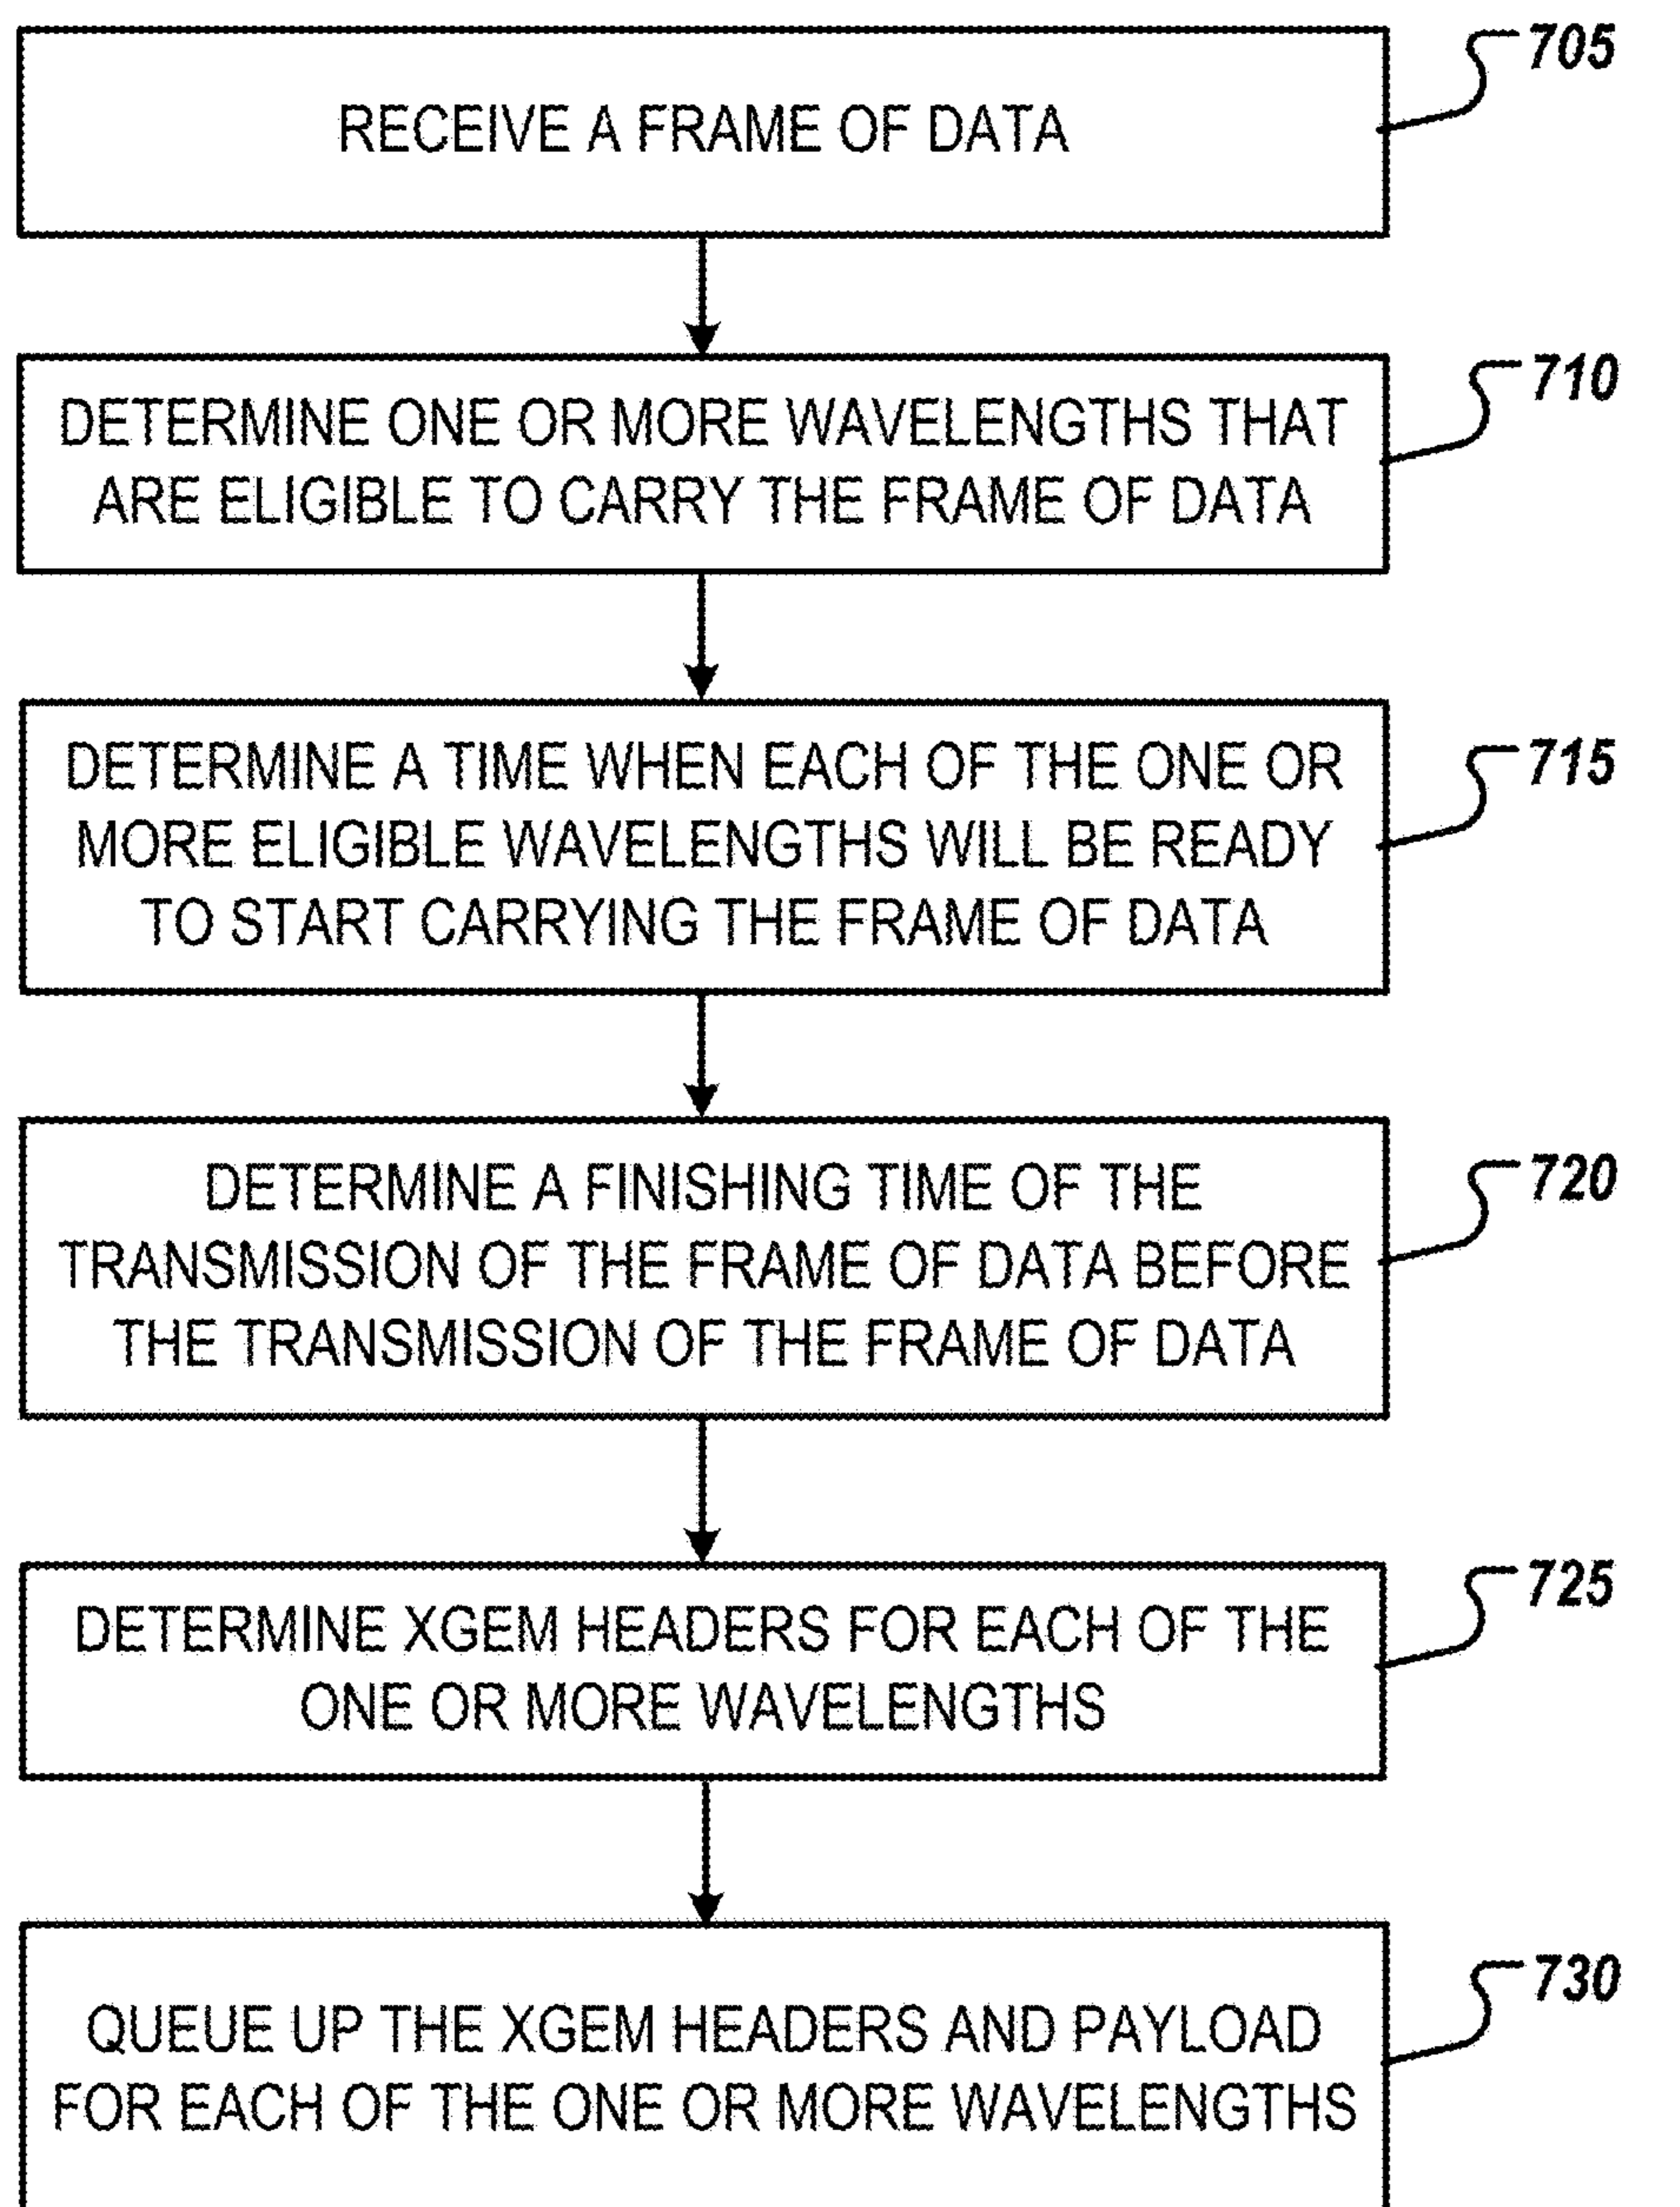 RECEIVE A FRAME OF DATA
705
DETERMINE ONE OR MORE WAVELENGTHS THAT
ARE ELIGIBLE TO CARRY THE FRAME OF DATA
710
DETERMINE A TIME WHEN EACH OF THE ONE OR
MORE ELIGIBLE WAVELENGTHS WILL BE READY
TO START CARRYING THE FRAME OF DATA
715
DETERMINE A FINISHING TIME OF THE
TRANSMISSION OF THE FRAME OF DATA BEFORE
THE TRANSMISSION OF THE FRAME OF DATA
720
DETERMINE XGEM HEADERS FOR EACH OF THE
ONE OR MORE WAVELENGTHS
725
QUEUE UP THE XGEM HEADERS AND PAYLOAD
FOR EACH OF THE ONE OR MORE WAVELENGTHS
730